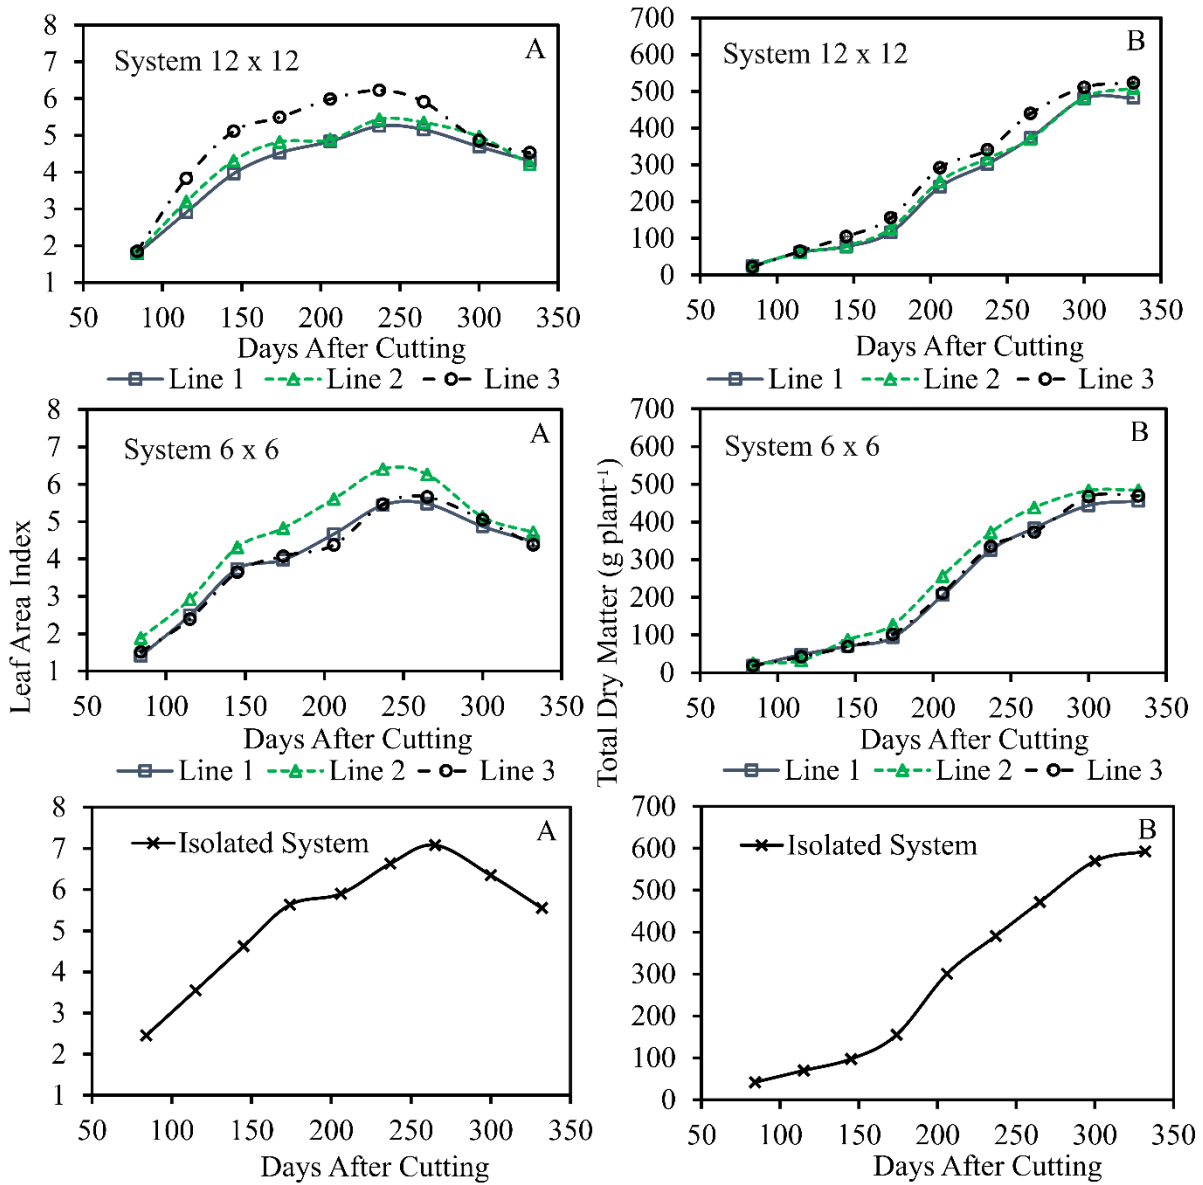 8
7
6
5
4
3
2
1
System 12 x 12
A
50 100 150 200 250 300 350
Days After Cutting
Line 1 Line 2 Line 3
700
600
500
400
300
200
100
0
System 12 x 12
B
50 100 150 200 250 300 350
Days After Cutting
Line 1 Line 2 Line 3
Leaf Area Index
8
7
6
5
4
3
2
1
System 6 x 6
A
50 100 150 200 250 300 350
Days After Cutting
Line 1 Line 2 Line 3
Total Dry Matter (g plant⁻¹)
700
600
500
400
300
200
100
0
System 6 x 6
B
50 100 150 200 250 300 350
Days After Cutting
Line 1 Line 2 Line 3
8
7
6
5
4
3
2
1
Isolated System
A
50 100 150 200 250 300 350
Days After Cutting
700
600
500
400
300
200
100
0
Isolated System
B
50 100 150 200 250 300 350
Days After Cutting